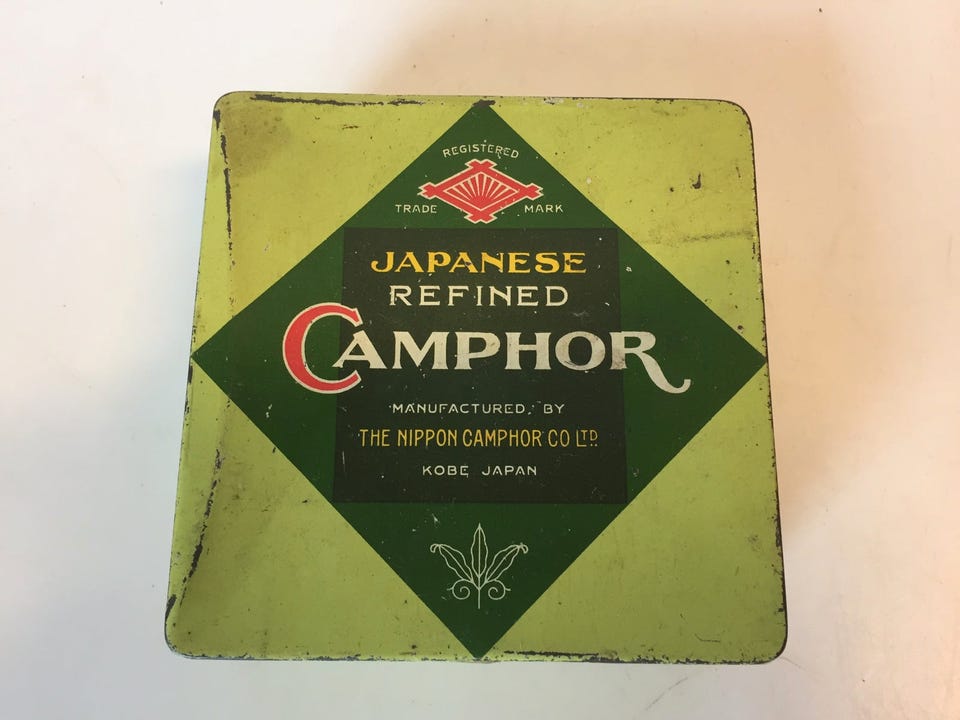 REGISTERED
TRADE MARK
JAPANESE
REFINED
CAMPHOR
MANUFACTURED BY
THE NIPPON CAMPHOR CO LTD
KOBE JAPAN